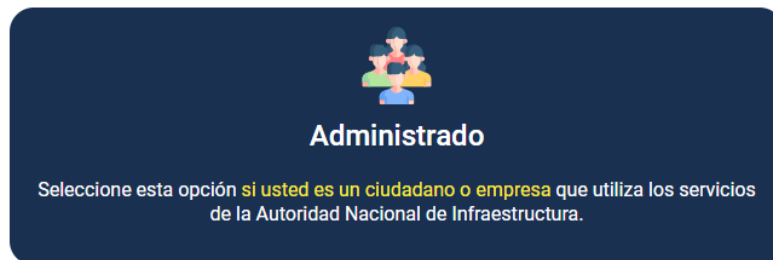 Administrado
Seleccione esta opción si usted es un ciudadano o empresa que utiliza los servicios
de la Autoridad Nacional de Infraestructura.